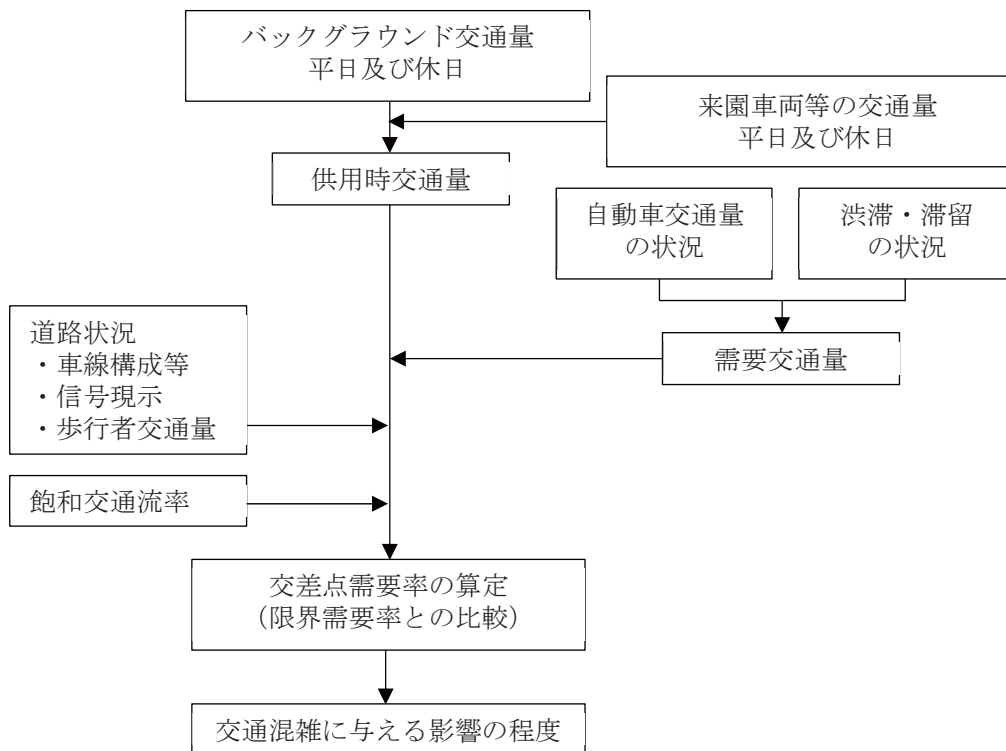 バックグラウンド交通量
平日及び休日
来園車両等の交通量
平日及び休日
供用時交通量
自動車交通量
の状況
渋滞・滞留
の状況
道路状況
・車線構成等
・信号現示
・歩行者交通量
需要交通量
飽和交通流率
交差点需要率の算定
（限界需要率との比較）
交通混雑に与える影響の程度